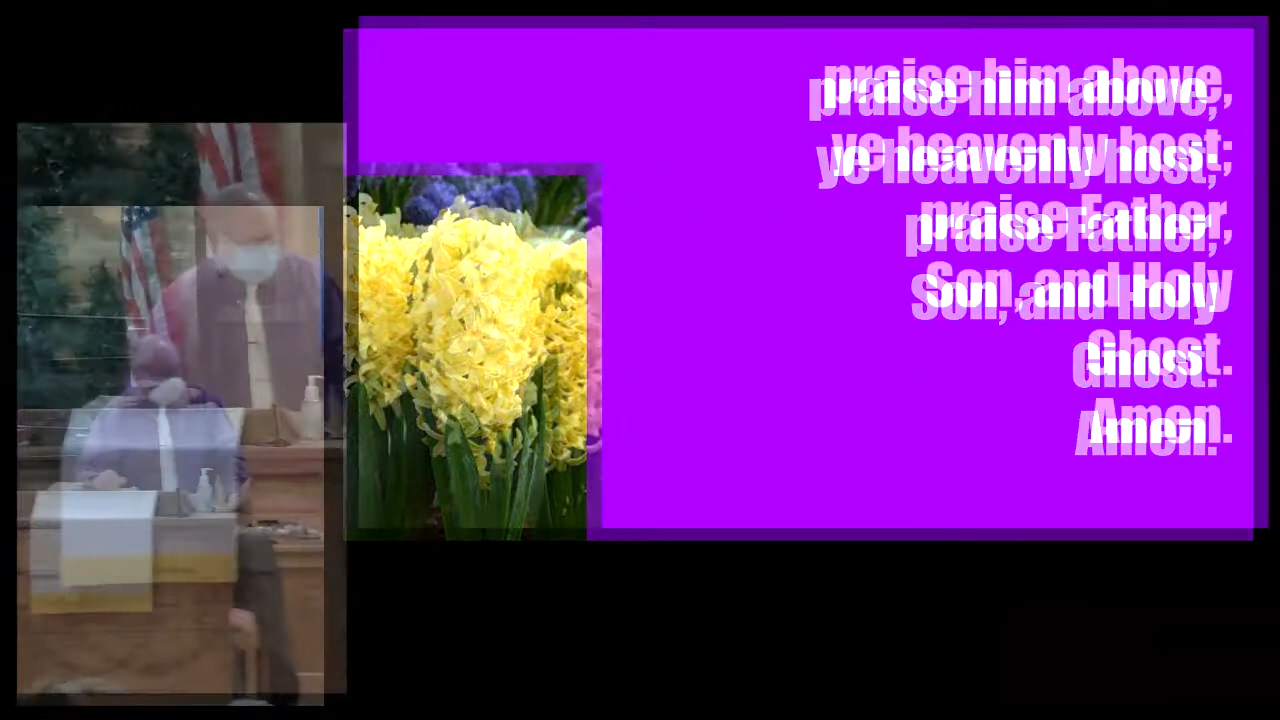 praise him above,
ye heavenly host;
praise Father,
Son, and Holy
Ghost.
Amen.